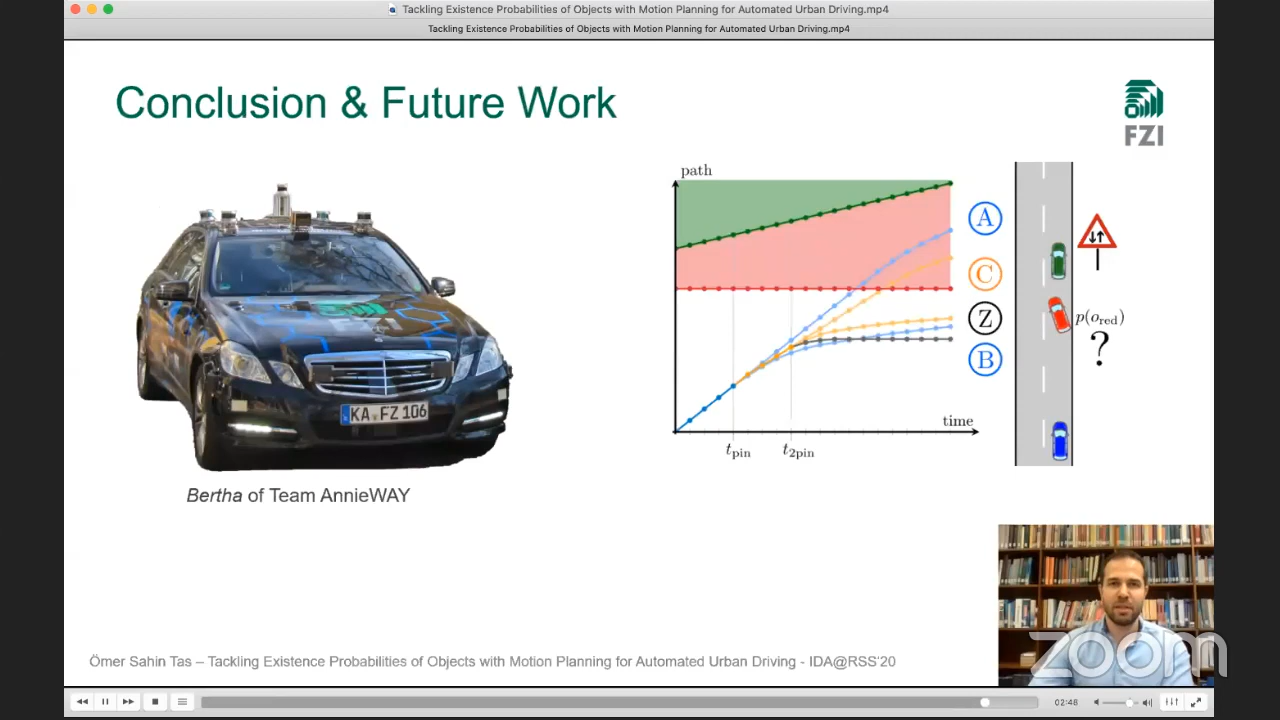 Tackling Existence Probabilities of Objects with Motion Planning for Automated Urban Driving.mp4
Tackling Existence Probabilities of Objects with Motion Planning for Automated Urban Driving.mp4
Conclusion & Future Work
FZI
path
A
C
Z
B
p(o_red)
?
time
t_pin
t_2pin
FZI
KA FZ 106
Bertha of Team AnnieWAY
zoom
Ömer Sahin Tas – Tackling Existence Probabilities of Objects with Motion Planning for Automated Urban Driving - IDA@RSS'20
02:46